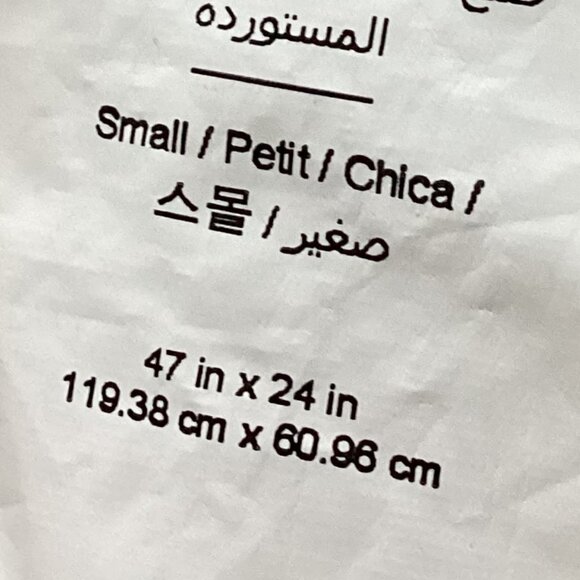 المستورده
Small / Petit / Chica /
스몰 / صغير
47 in x 24 in
119.38 cm x 60.96 cm